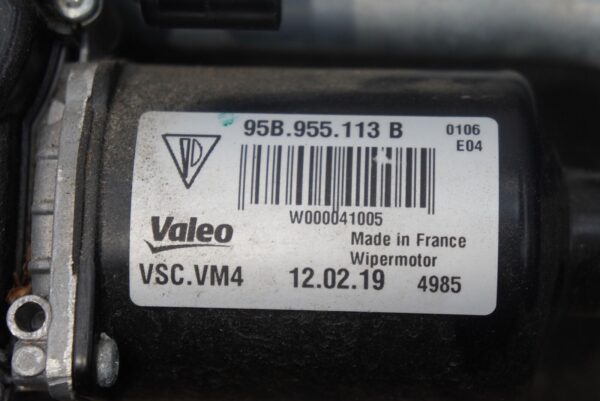 95B.955.113 B
0106
E04
W000041005
Valeo
Made in France
Wipermotor
VSC.VM4 12.02.19 4985